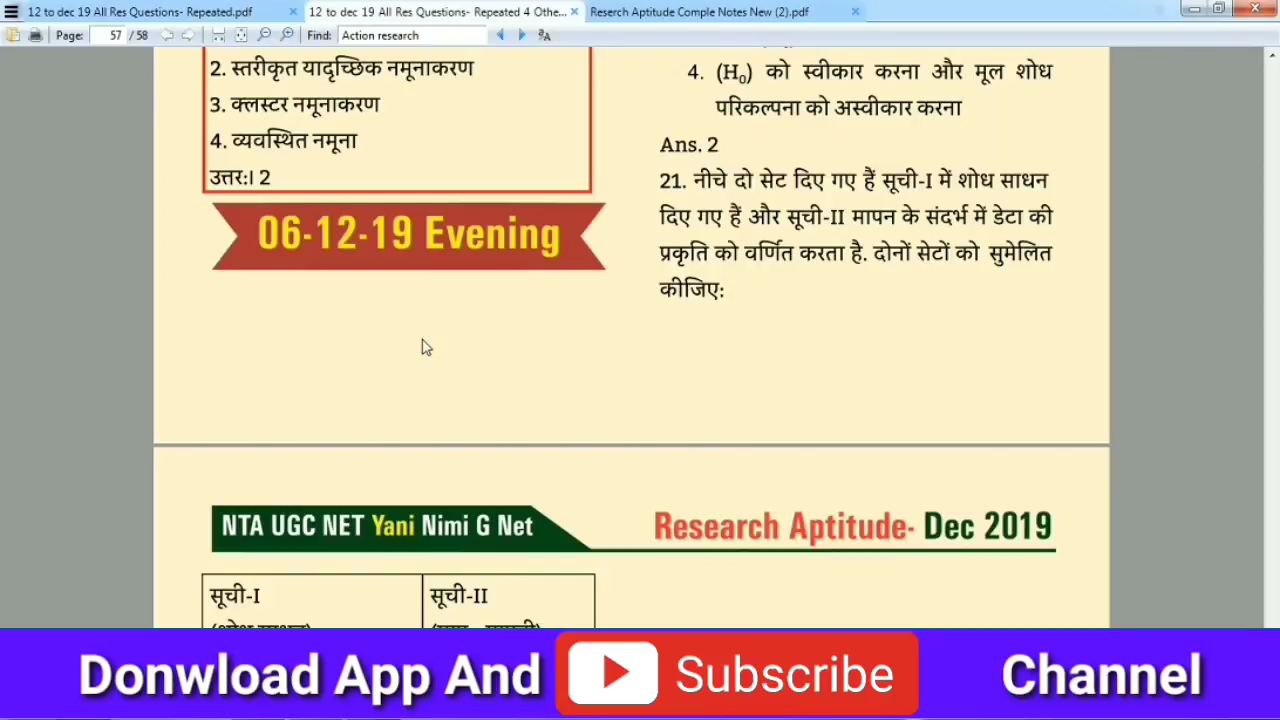 12 to dec 19 All Res Questions- Repeated.pdf
12 to dec 19 All Res Questions- Repeated 4 Othe...
Reserch Aptitude Comple Notes New (2).pdf
Page: 57 / 58
Find: Action research
2. स्तरीकृत यादृच्छिक नमूनाकरण
3. क्लस्टर नमूनाकरण
4. व्यवस्थित नमूना
उत्तर:। 2
06-12-19 Evening
4. (H₀) को स्वीकार करना और मूल शोध
परिकल्पना को अस्वीकार करना
Ans. 2
21. नीचे दो सेट दिए गए हैं सूची-I में शोध साधन
दिए गए हैं और सूची-II मापन के संदर्भ में डेटा की
प्रकृति को वर्णित करता है. दोनों सेटों को सुमेलित
कीजिए:
NTA UGC NET Yani Nimi G Net
Research Aptitude- Dec 2019
सूची-I
सूची-II
Donwload App And Subscribe Channel